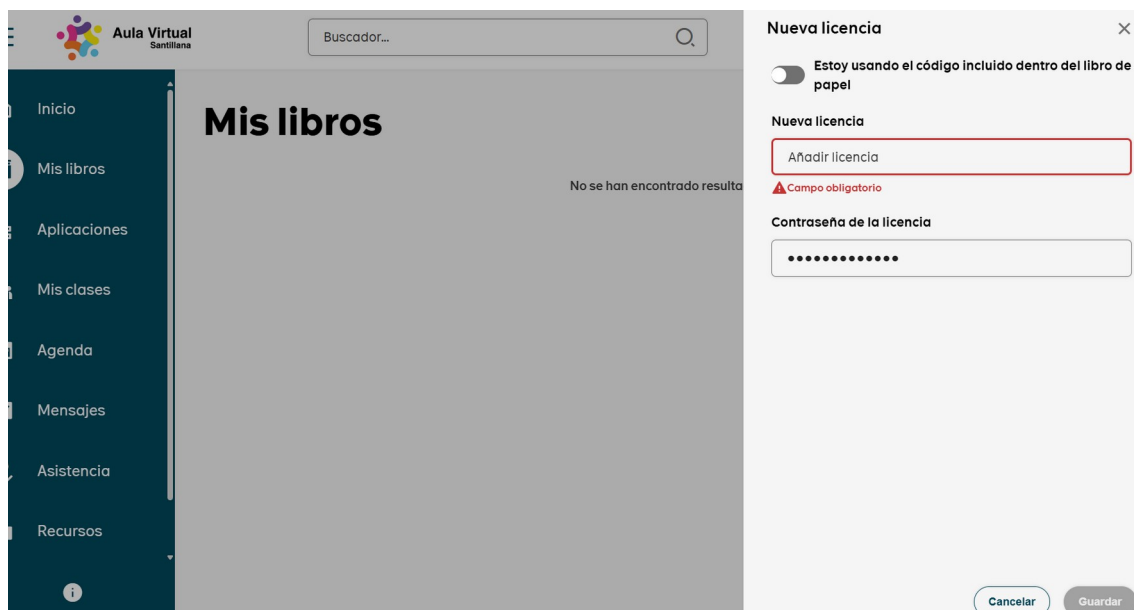 Aula Virtual
Santillana
Buscador...
Inicio
Mis libros
Aplicaciones
Mis clases
Agenda
Mensajes
Asistencia
Recursos
Mis libros
No se han encontrado resulta
Nueva licencia
Estoy usando el código incluido dentro del libro de
papel
Nueva licencia
Añadir licencia
Campo obligatorio
Contraseña de la licencia
•••••••••••••
Cancelar
Guardar